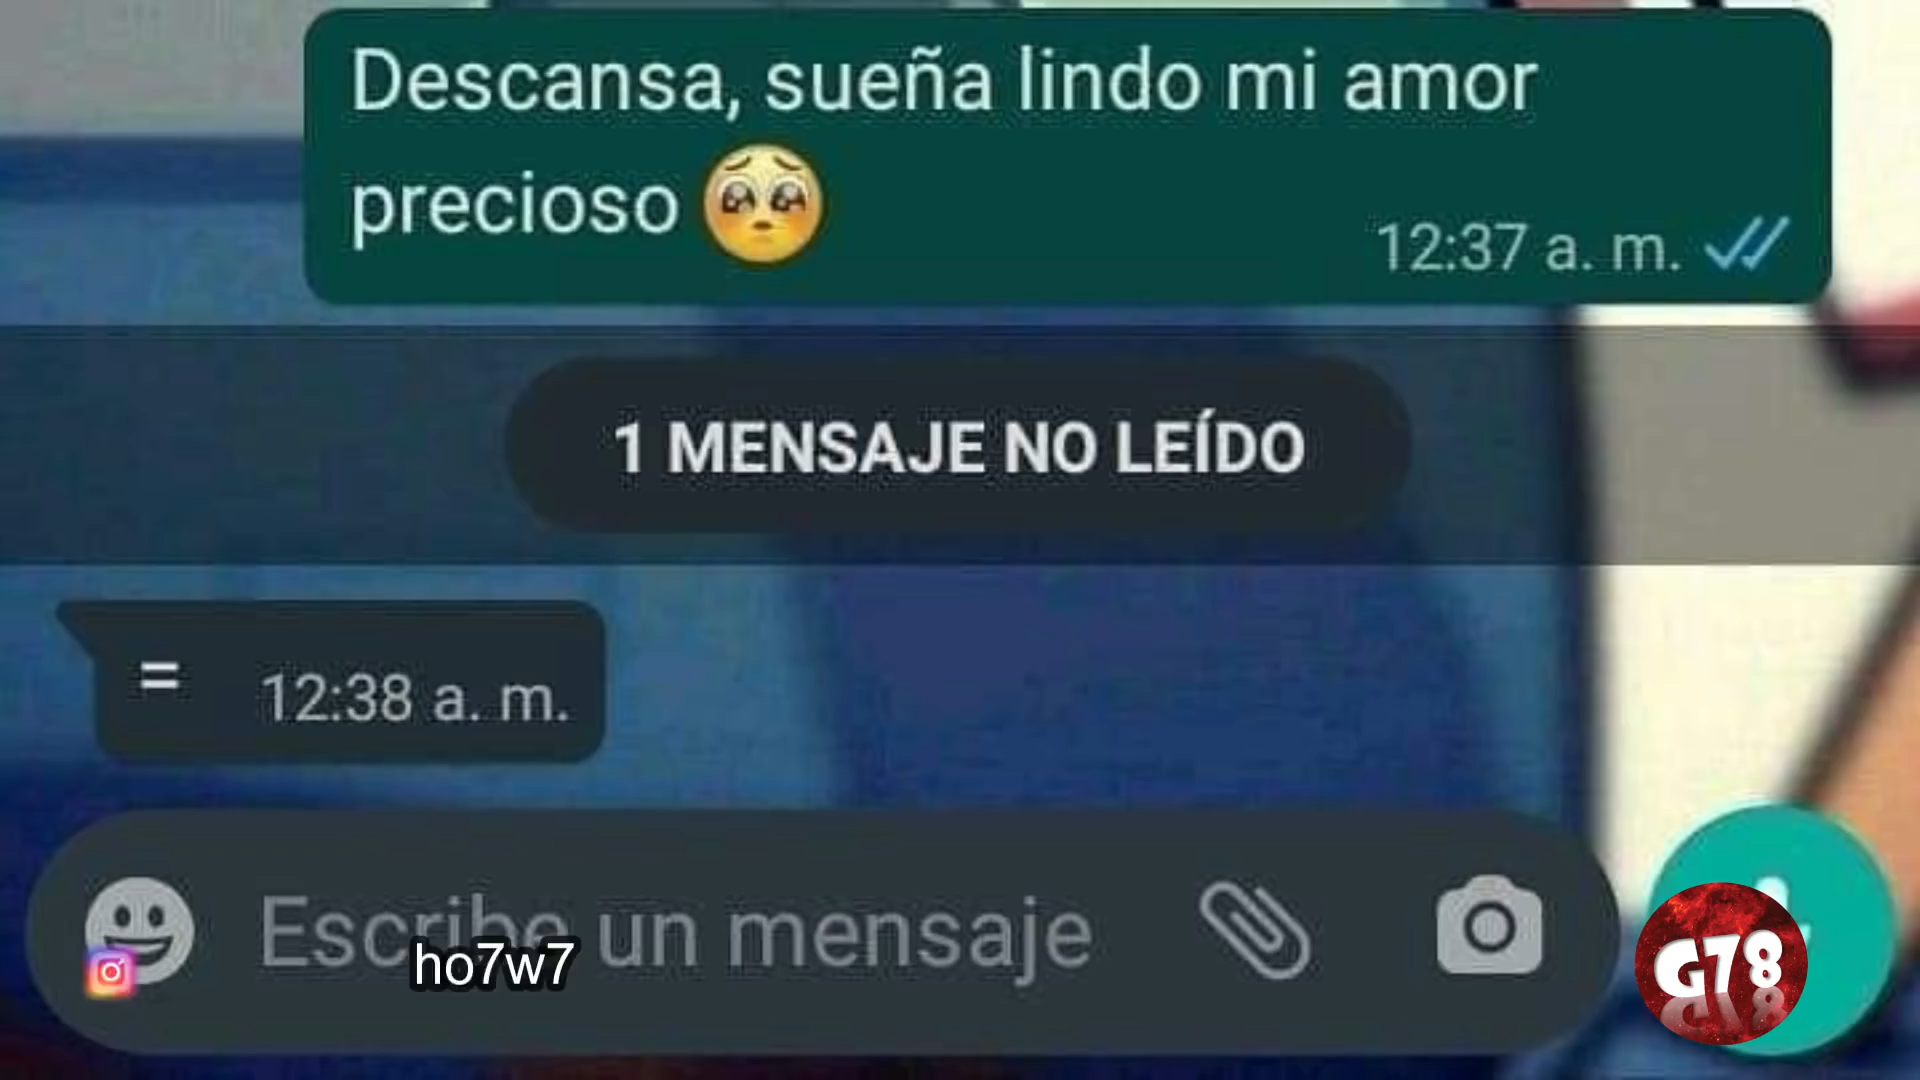 Descansa, sueña lindo mi amor
precioso 🥺
12:37 a. m.
1 MENSAJE NO LEÍDO
=
12:38 a. m.
Escribe un mensaje
ho7w7
G78